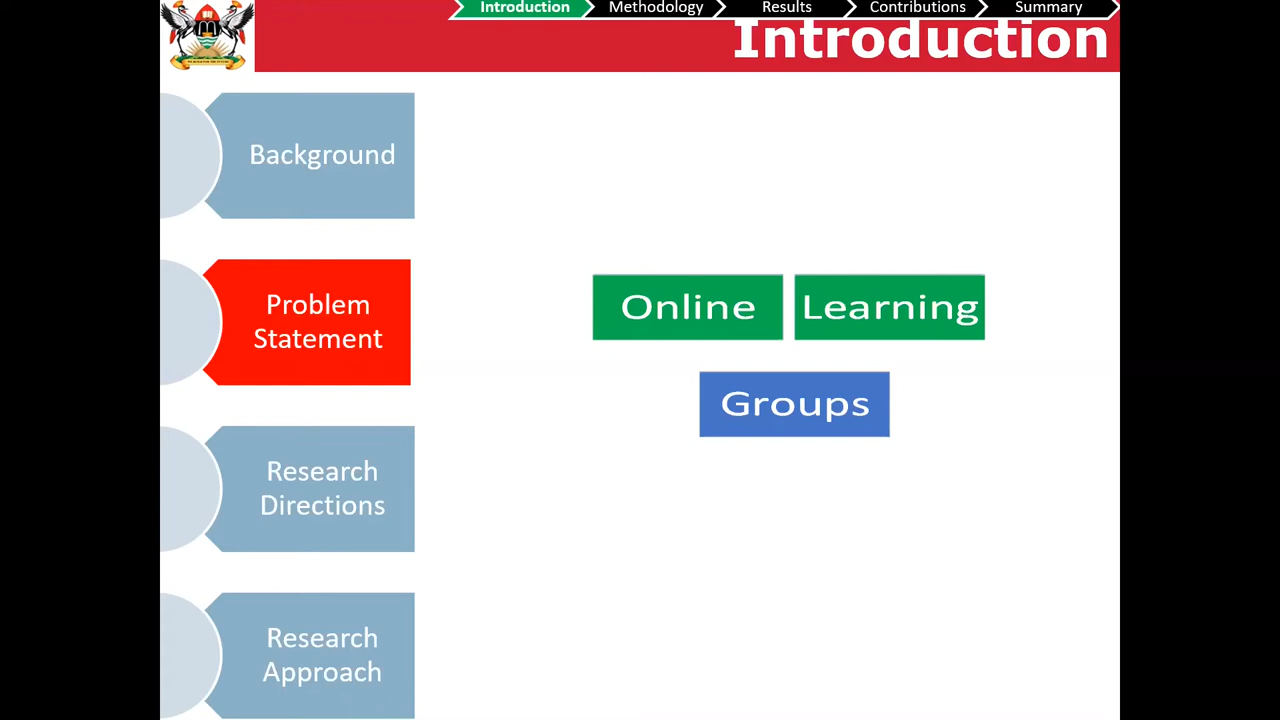 Introduction
Methodology
Results
Contributions
Summary
Introduction
Background
Problem
Statement
Research
Directions
Research
Approach
Online
Learning
Groups